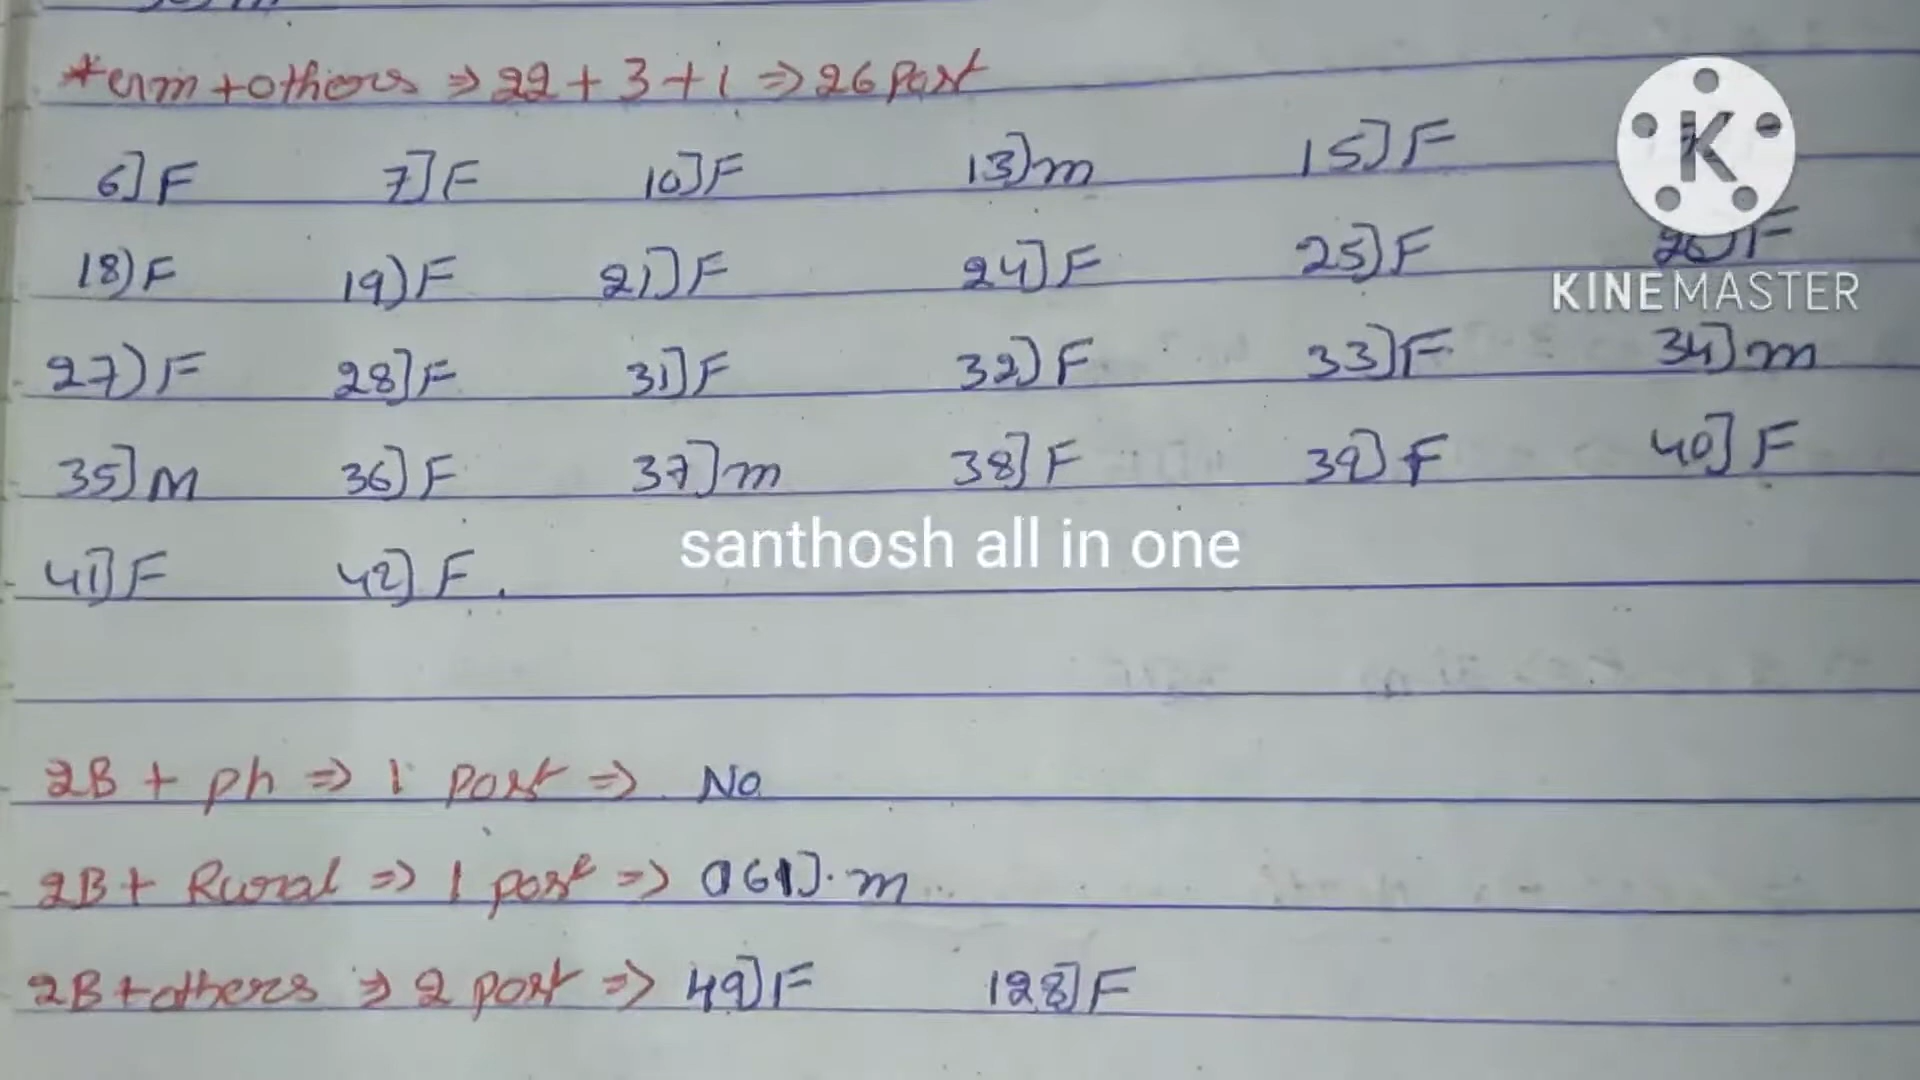 *GM + others ⇒ 22 + 3 + 1 ⇒ 26 Post
6] F 7] F 10] F 13) m 15] F
18) F 19) F 21] F 24] F 25] F 26] F
KINEMASTER
27) F 28] F 31] F 32) F 33) F 34] m
35] M 36] F 37] m 38] F 39) F 40] F
41] F 42] F.
santhosh all in one
2B + ph ⇒ 1 post ⇒ No
2B + Rural ⇒ 1 post ⇒ 161]. m
2B + others ⇒ 2 post ⇒ 49] F 128] F